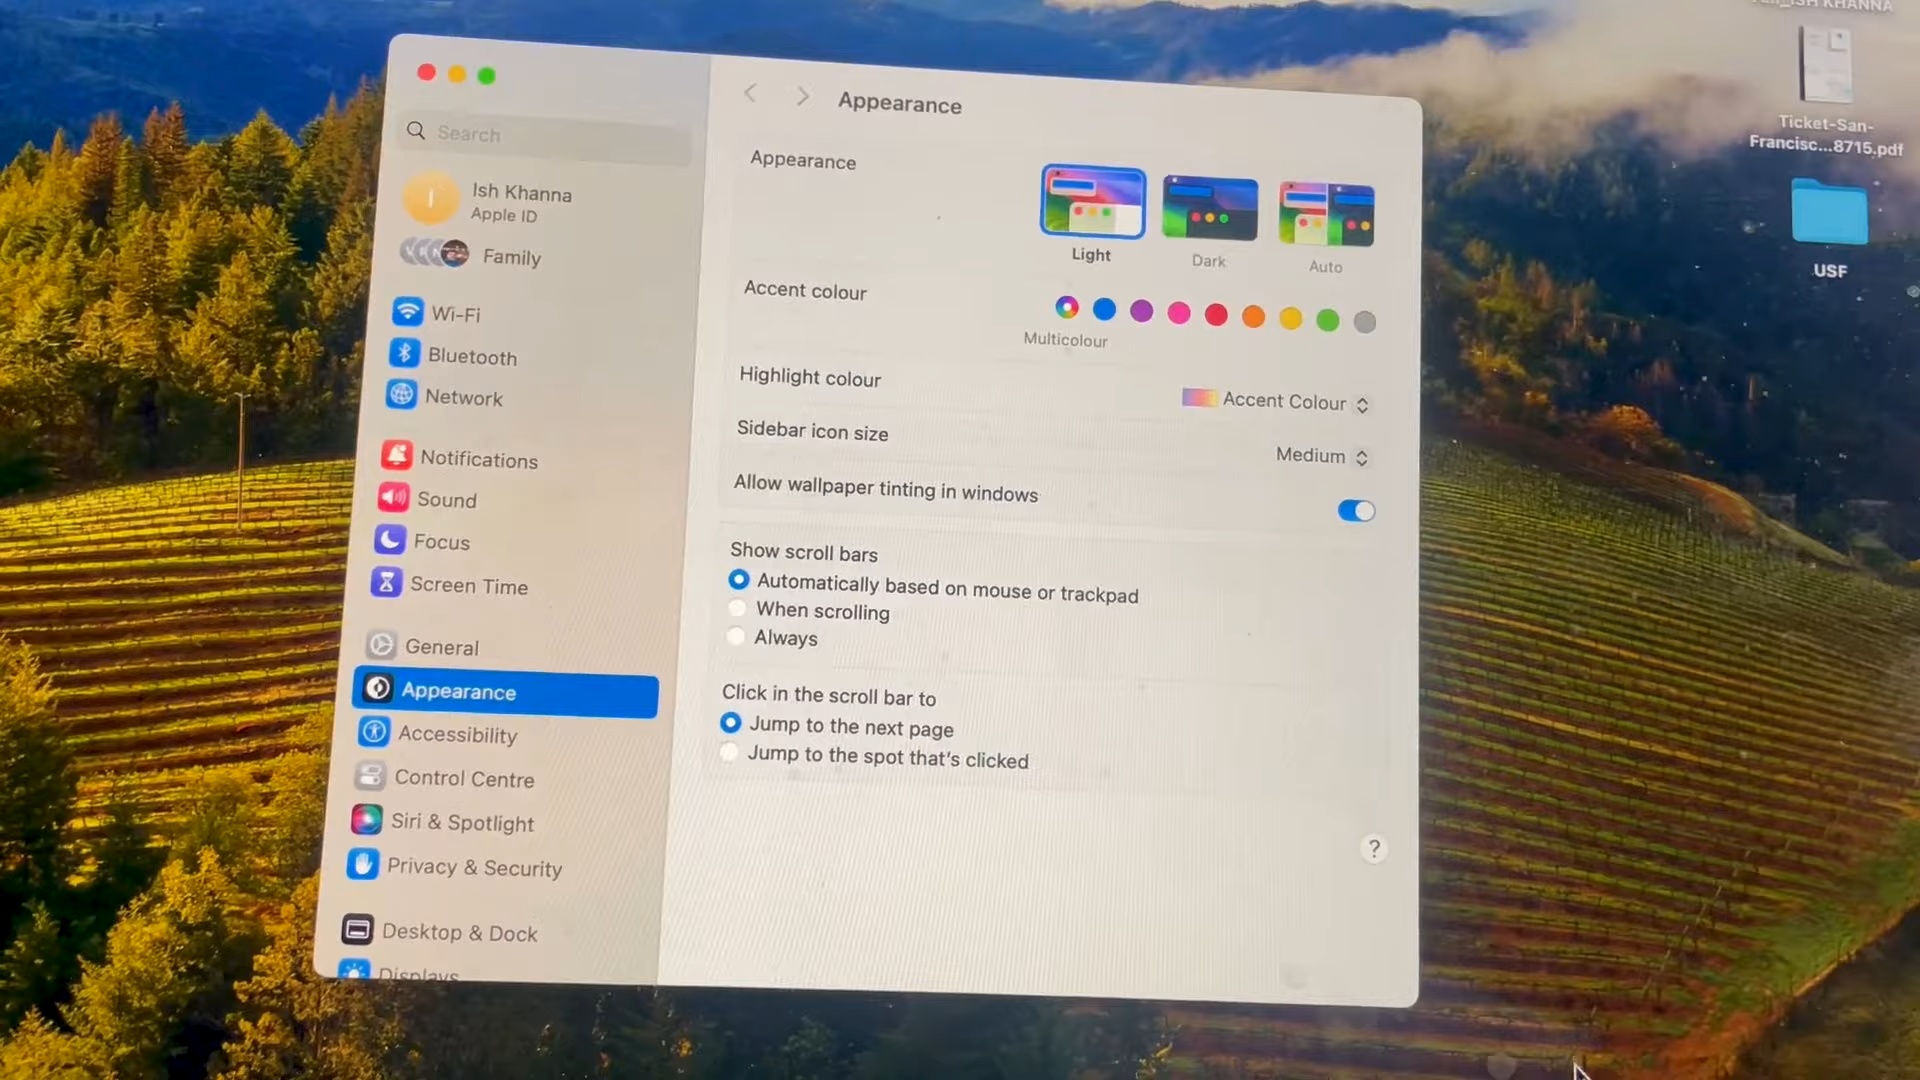 Search
Ish Khanna
Apple ID
Family
Wi-Fi
Bluetooth
Network
Notifications
Sound
Focus
Screen Time
General
Appearance
Accessibility
Control Centre
Siri & Spotlight
Privacy & Security
Desktop & Dock
Displays
Appearance
Appearance
Light
Dark
Auto
Accent colour
Multicolour
Highlight colour
Accent Colour
Sidebar icon size
Medium
Allow wallpaper tinting in windows
Show scroll bars
Automatically based on mouse or trackpad
When scrolling
Always
Click in the scroll bar to
Jump to the next page
Jump to the spot that's clicked
?
ISH KHANNA
Ticket-San-
Francisc...8715.pdf
USF